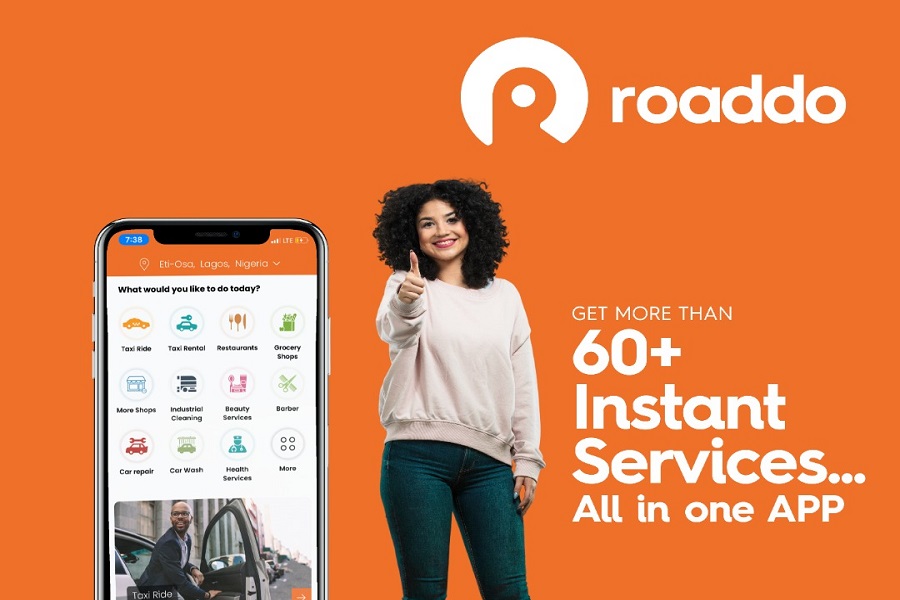 roaddo
7:38
LTE
Eti-Osa, Lagos, Nigeria
What would you like to do today?
Taxi Ride
Taxi Rental
Restaurants
Grocery
Shops
More Shops
Industrial
Cleaning
Beauty
Services
Barber
Car repair
Car Wash
Health
Services
More
Taxi Ride
GET MORE THAN
60+
Instant
Services...
All in one APP